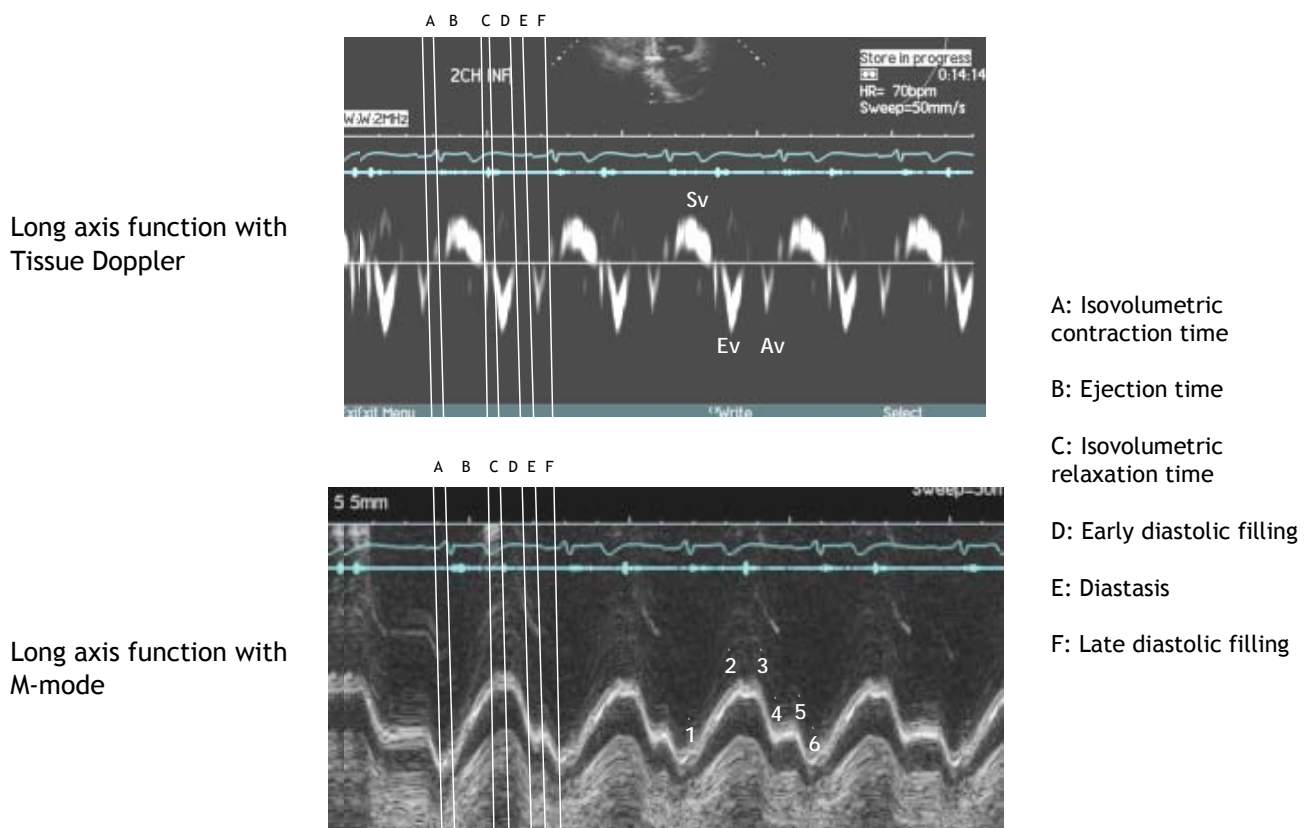 A B C D E F
2CH INF
Store in progress
0:14:14
HR= 70bpm
Sweep=50mm/s
Sv
Long axis function with
Tissue Doppler
Ev Av
Write
Select
A: Isovolumetric
contraction time
B: Ejection time
C: Isovolumetric
relaxation time
D: Early diastolic filling
E: Diastasis
F: Late diastolic filling
A B C D E F
5 5mm
Long axis function with
M-mode
2 3
4 5
1
6